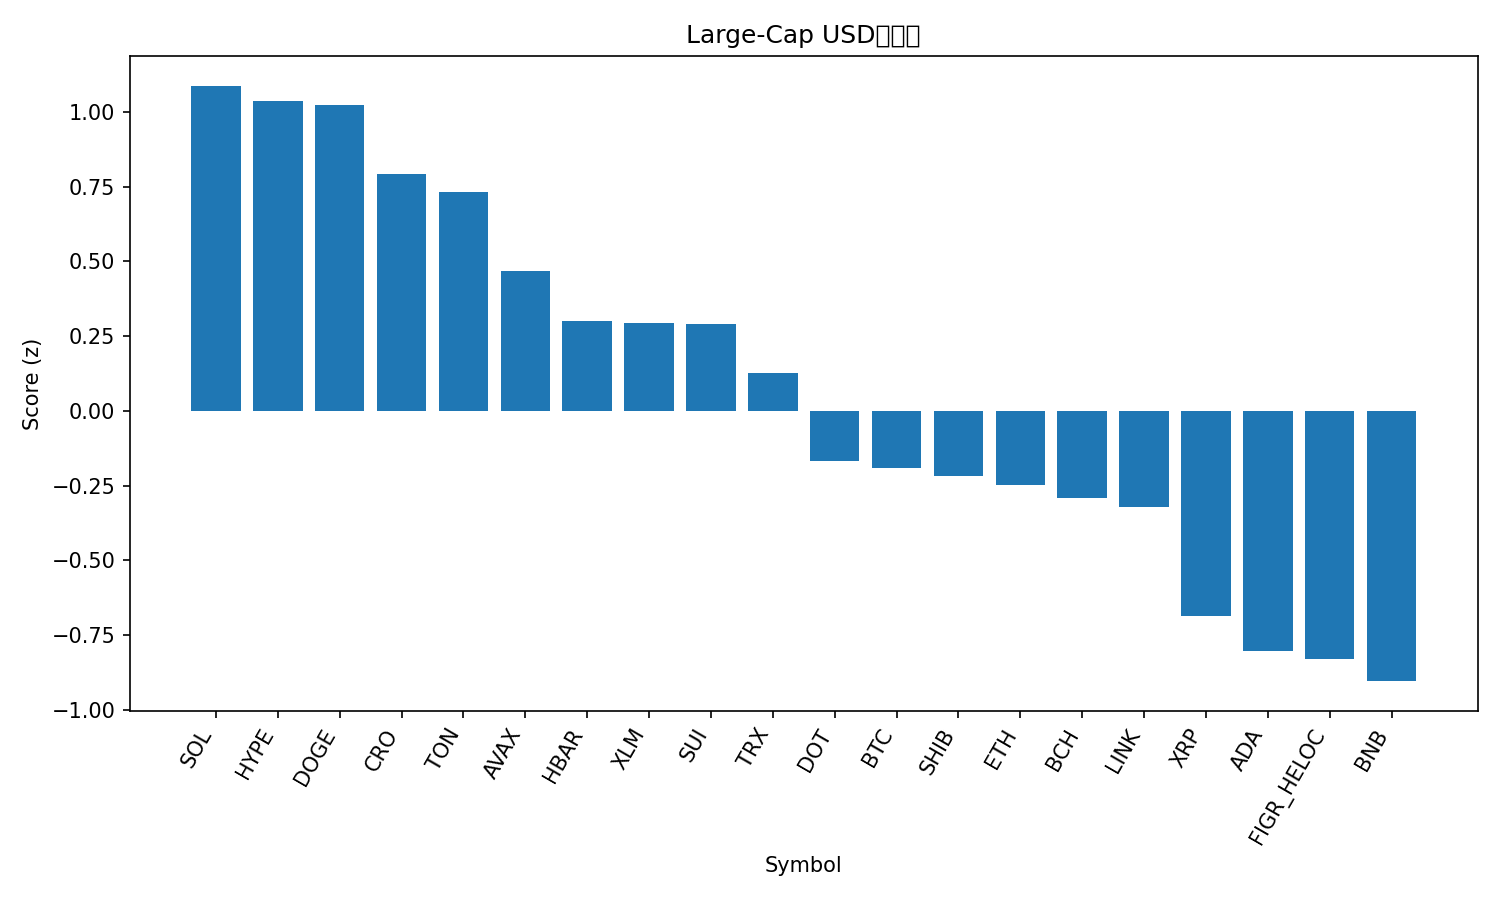 Large-Cap USD
Score (z)
1.00
0.75
0.50
0.25
0.00
−0.25
−0.50
−0.75
−1.00
SOL
HYPE
DOGE
CRO
TON
AVAX
HBAR
XLM
SUI
TRX
DOT
BTC
SHIB
ETH
BCH
LINK
XRP
ADA
FIGR_HELOC
BNB
Symbol